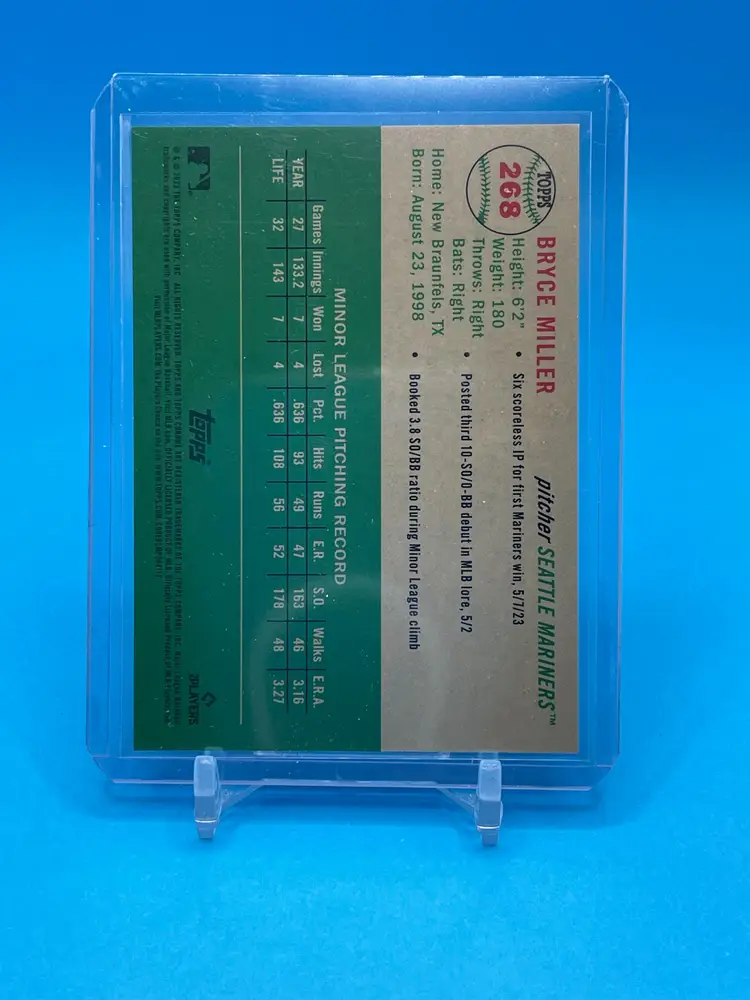 TOPPS
268
BRYCE MILLER
pitcher SEATTLE MARINERS™
Height: 6'2"
Weight: 180
Throws: Right
Bats: Right
Home: New Braunfels, TX
Born: August 23, 1998
• Six scoreless IP for first Mariners win, 5/7/23
• Posted third 10-SO/0-BB debut in MLB lore, 5/2
• Booked 3.8 SO/BB ratio during Minor League climb
MINOR LEAGUE PITCHING RECORD
Games Innings Won Lost Pct. Hits Runs E.R. S.O. Walks E.R.A.
YEAR 27 133.2 7 4 .636 93 49 47 163 46 3.16
LIFE 32 143 7 4 .636 108 56 52 178 48 3.27
topps
PLAYERS